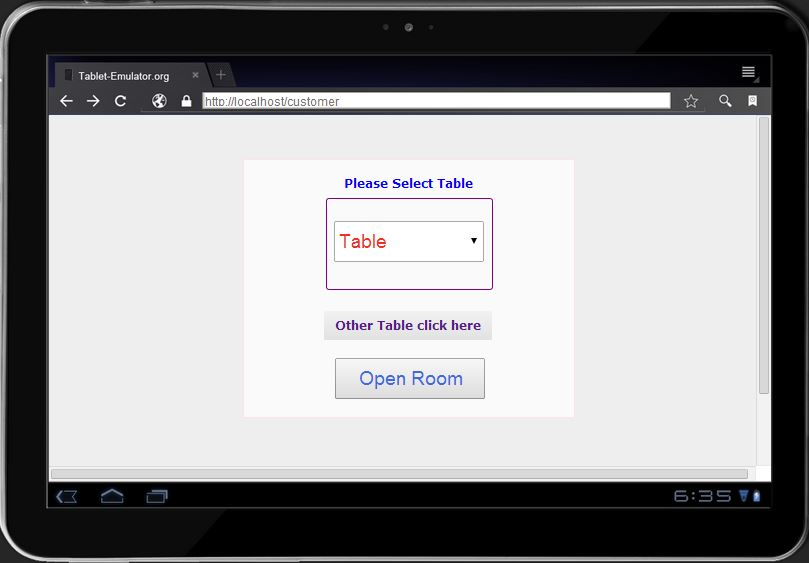 Tablet-Emulator.org
http://localhost/customer
Please Select Table
Table
Other Table click here
Open Room
6:35